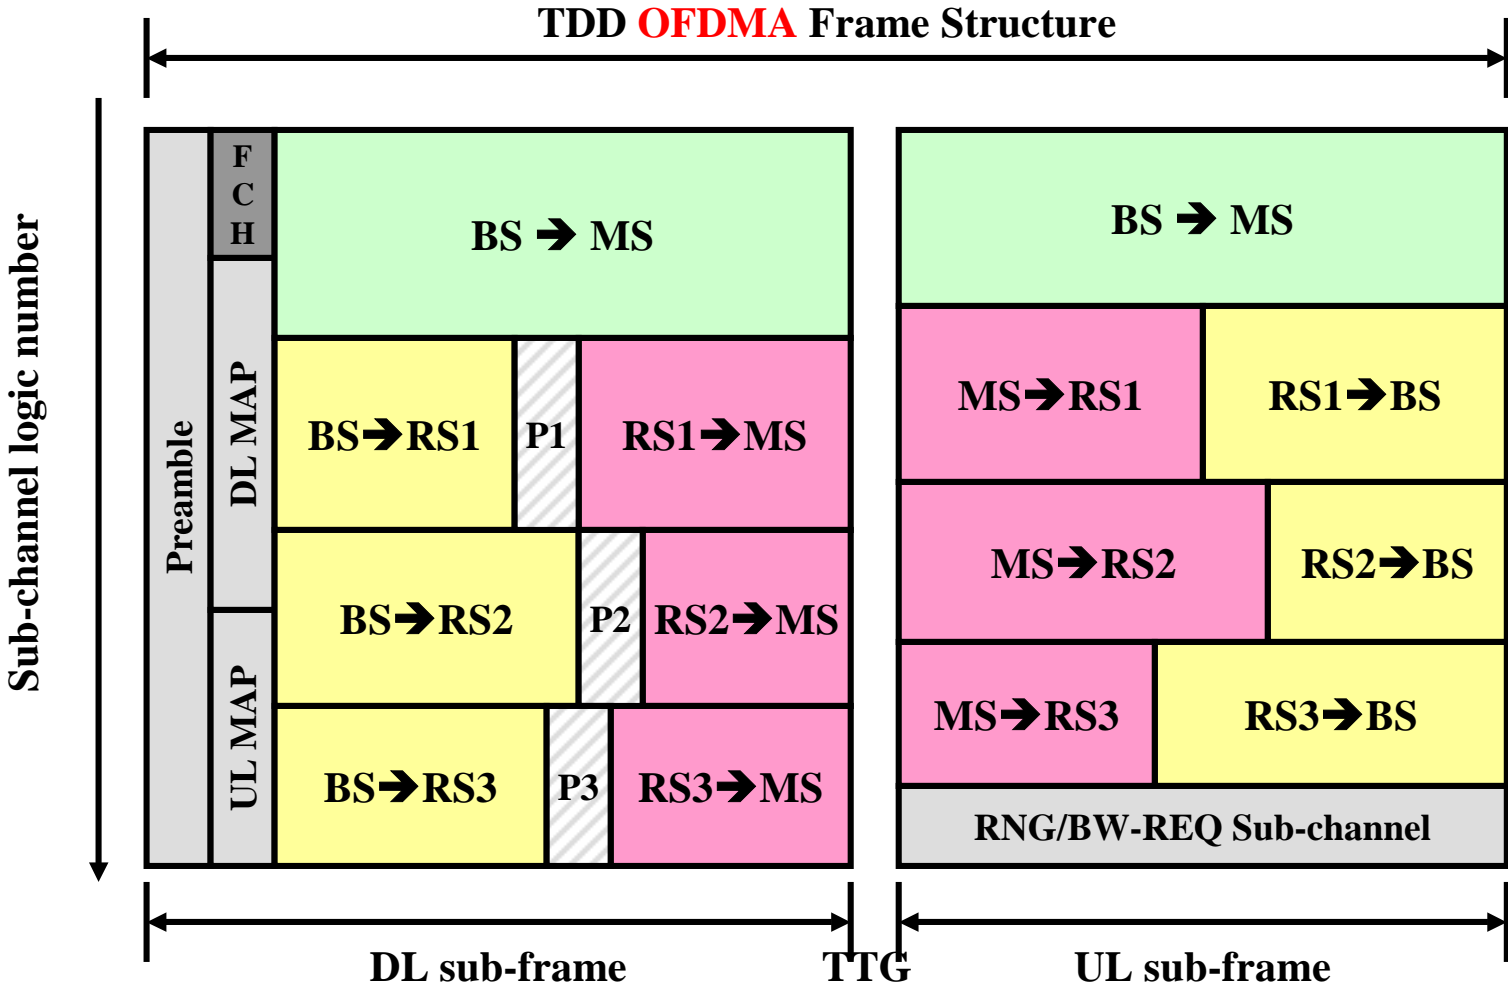 TDD OFDMA Frame Structure
Sub-channel logic number
Preamble
F
C
H
DL MAP
UL MAP
BS ➔ MS
BS➔RS1
P1
RS1➔MS
BS➔RS2
P2
RS2➔MS
BS➔RS3
P3
RS3➔MS
BS ➔ MS
MS➔RS1
RS1➔BS
MS➔RS2
RS2➔BS
MS➔RS3
RS3➔BS
RNG/BW-REQ Sub-channel
DL sub-frame
TTG
UL sub-frame